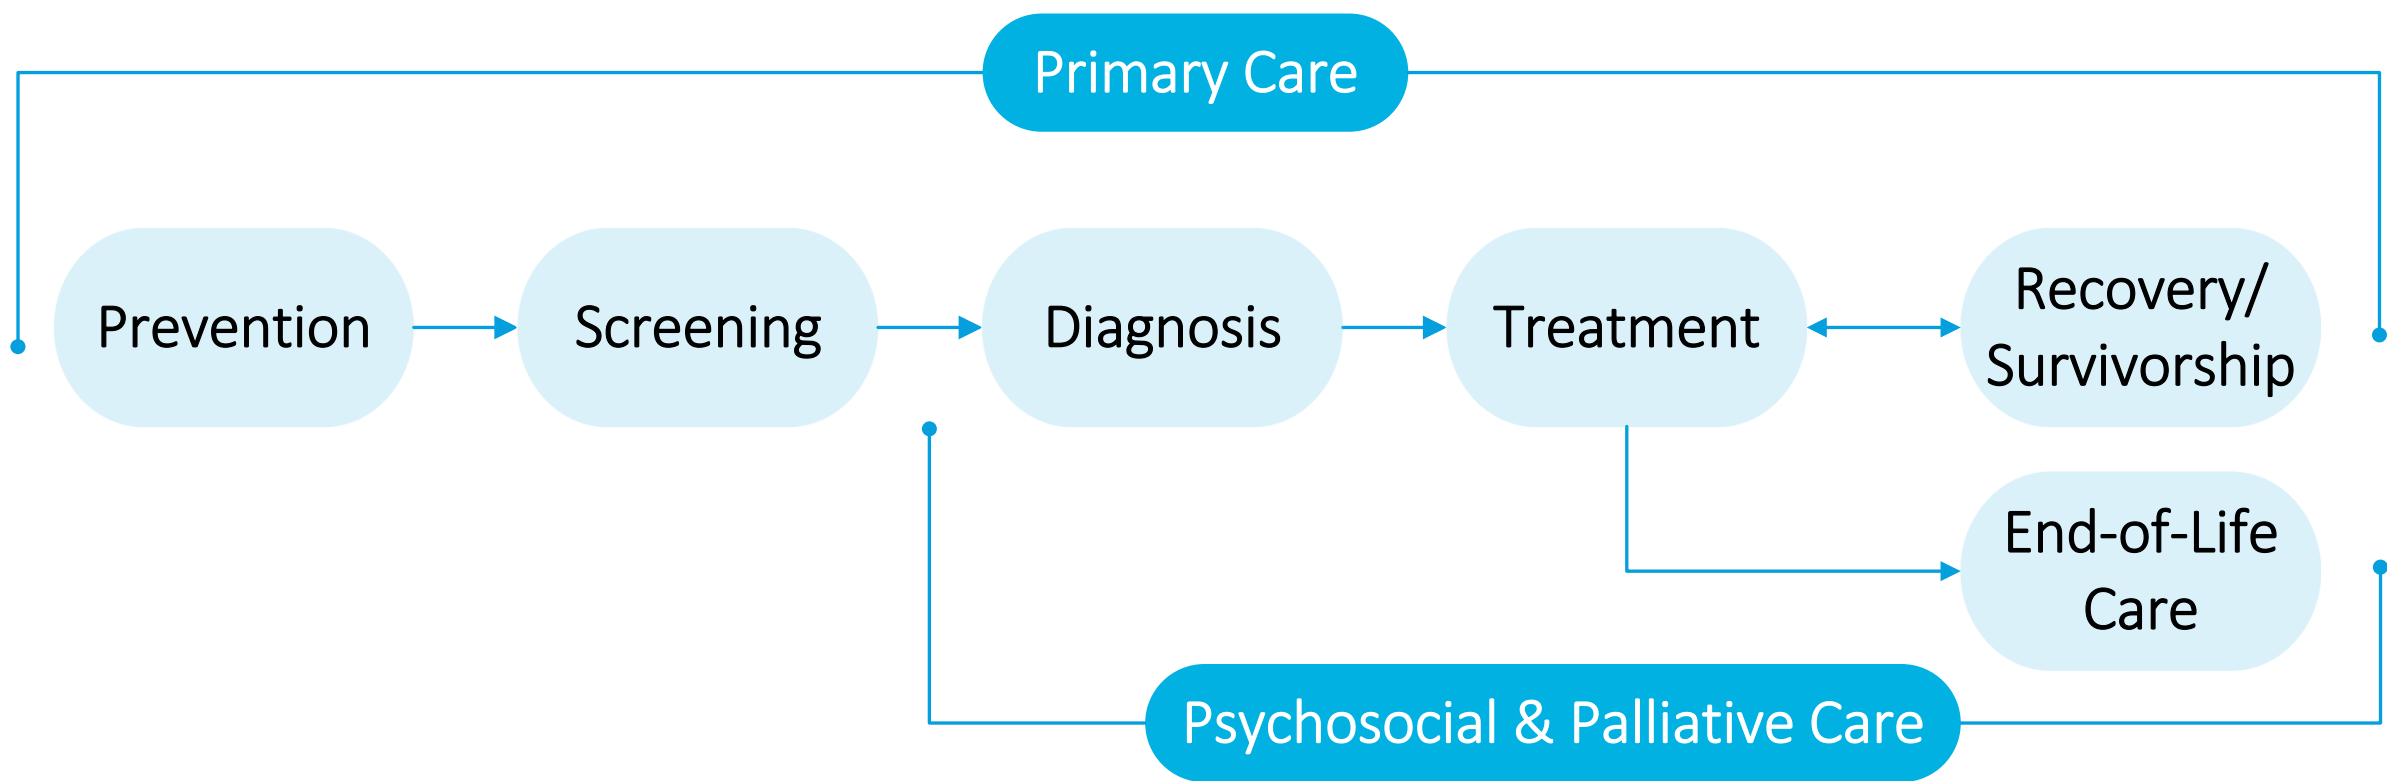 Primary Care
Prevention
Screening
Diagnosis
Treatment
Recovery/
Survivorship
End-of-Life
Care
Psychosocial & Palliative Care